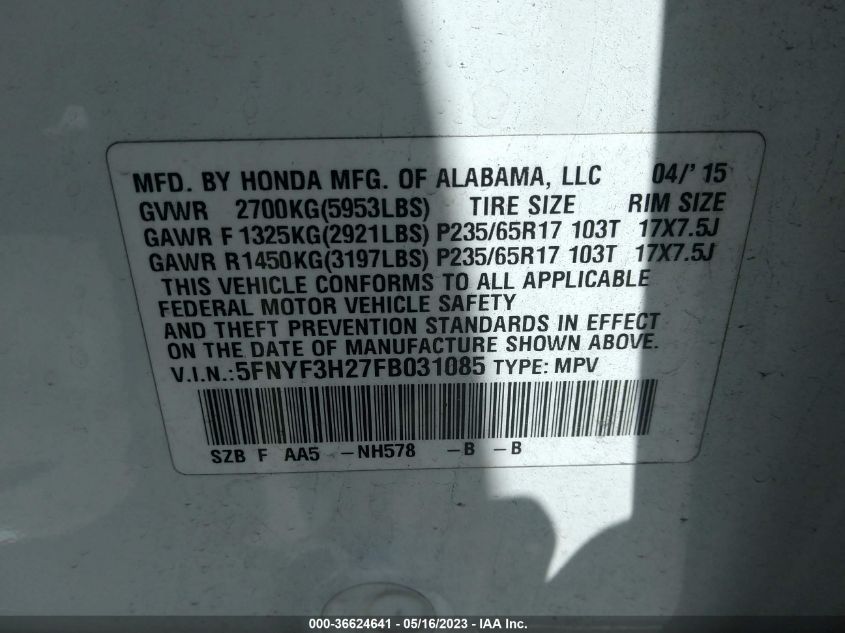 MFD. BY HONDA MFG. OF ALABAMA, LLC 04/' 15
GVWR 2700KG(5953LBS) TIRE SIZE RIM SIZE
GAWR F 1325KG(2921LBS) P235/65R17 103T 17X7.5J
GAWR R1450KG(3197LBS) P235/65R17 103T 17X7.5J
THIS VEHICLE CONFORMS TO ALL APPLICABLE
FEDERAL MOTOR VEHICLE SAFETY
AND THEFT PREVENTION STANDARDS IN EFFECT
ON THE DATE OF MANUFACTURE SHOWN ABOVE.
V.I.N.:5FNYF3H27FB031085 TYPE: MPV
SZB F AA5 -NH578 -B -B
000-36624641 - 05/16/2023 - IAA Inc.